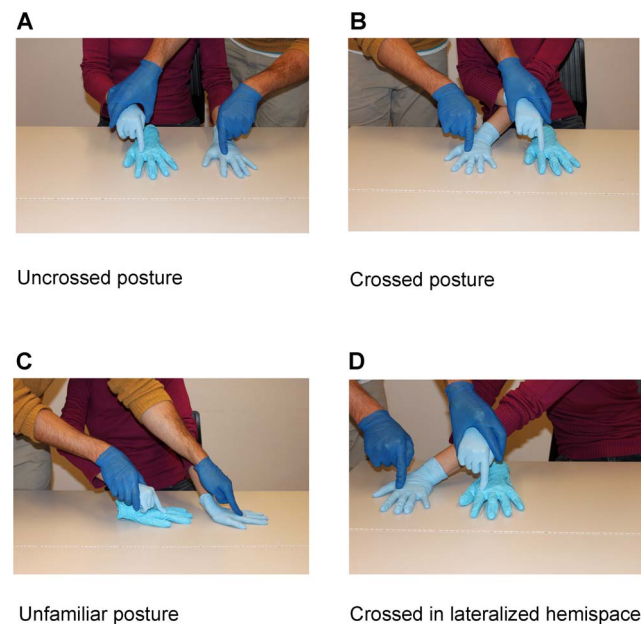 A
B
Uncrossed posture
Crossed posture
C
D
Unfamiliar posture
Crossed in lateralized hemispace